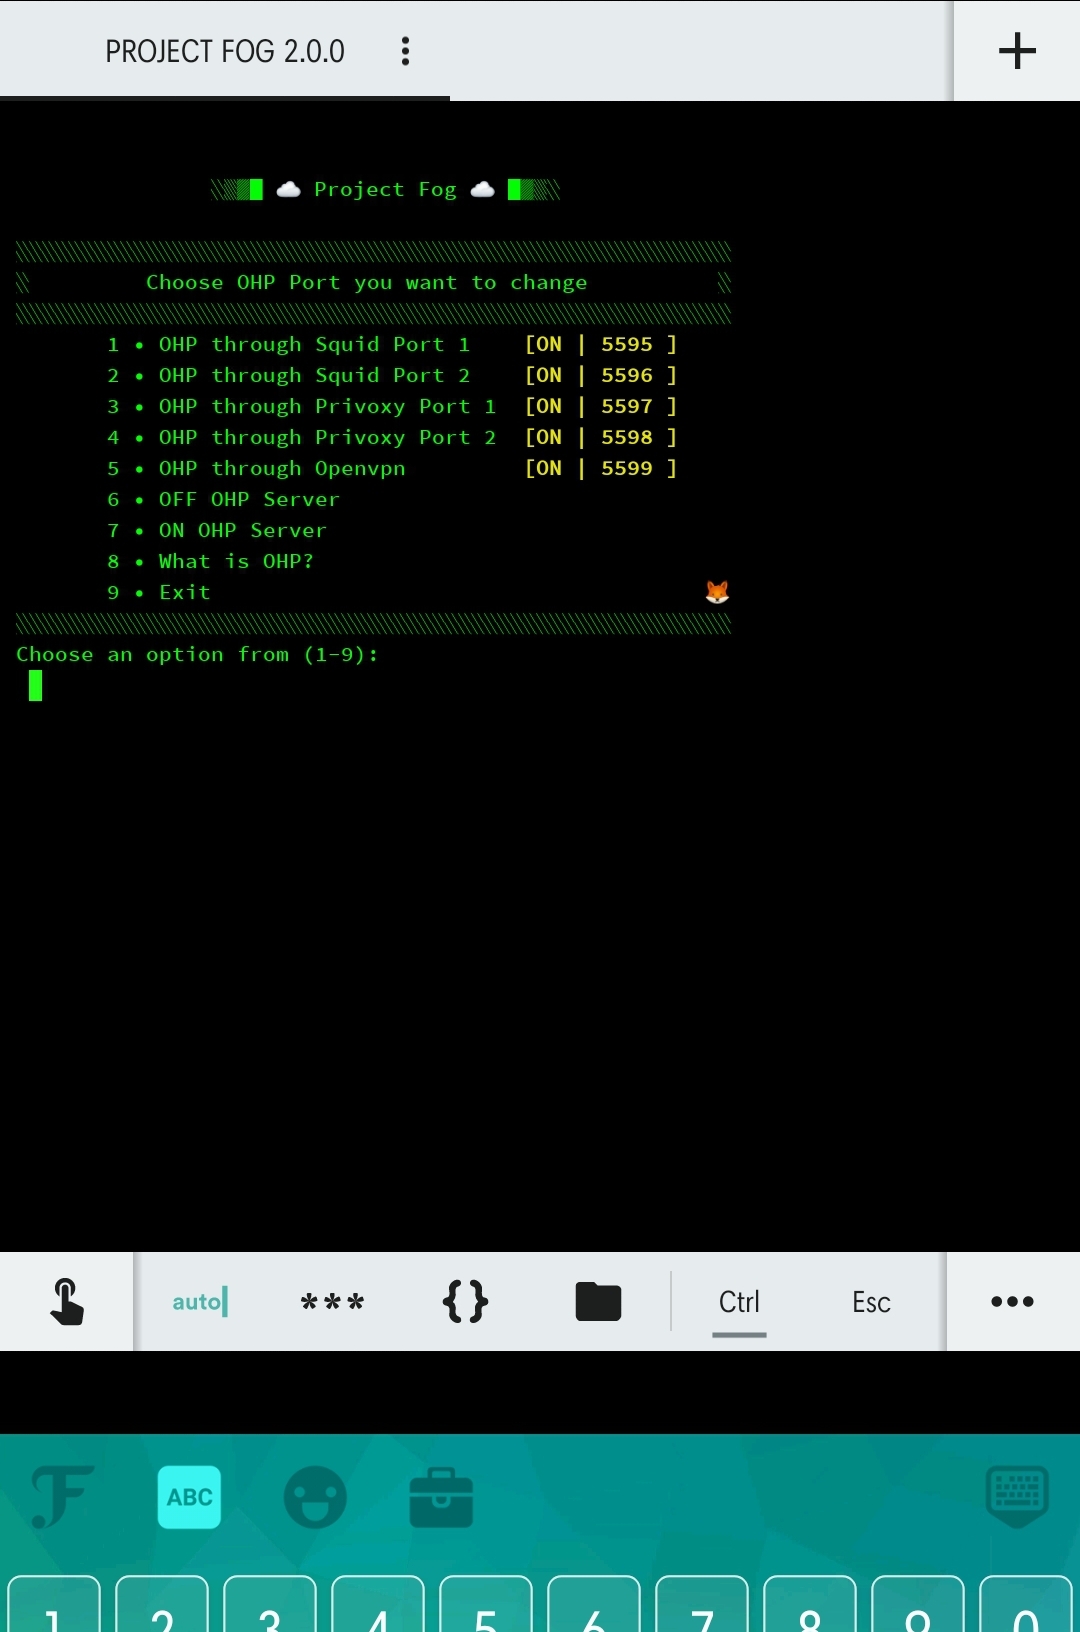 PROJECT FOG 2.0.0
☁️ Project Fog ☁️
Choose OHP Port you want to change
1 • OHP through Squid Port 1 [ON | 5595 ]
2 • OHP through Squid Port 2 [ON | 5596 ]
3 • OHP through Privoxy Port 1 [ON | 5597 ]
4 • OHP through Privoxy Port 2 [ON | 5598 ]
5 • OHP through Openvpn [ON | 5599 ]
6 • OFF OHP Server
7 • ON OHP Server
8 • What is OHP?
9 • Exit
Choose an option from (1-9):
auto *** {} Ctrl Esc
F ABC
1 2 3 4 5 6 7 8 9 0